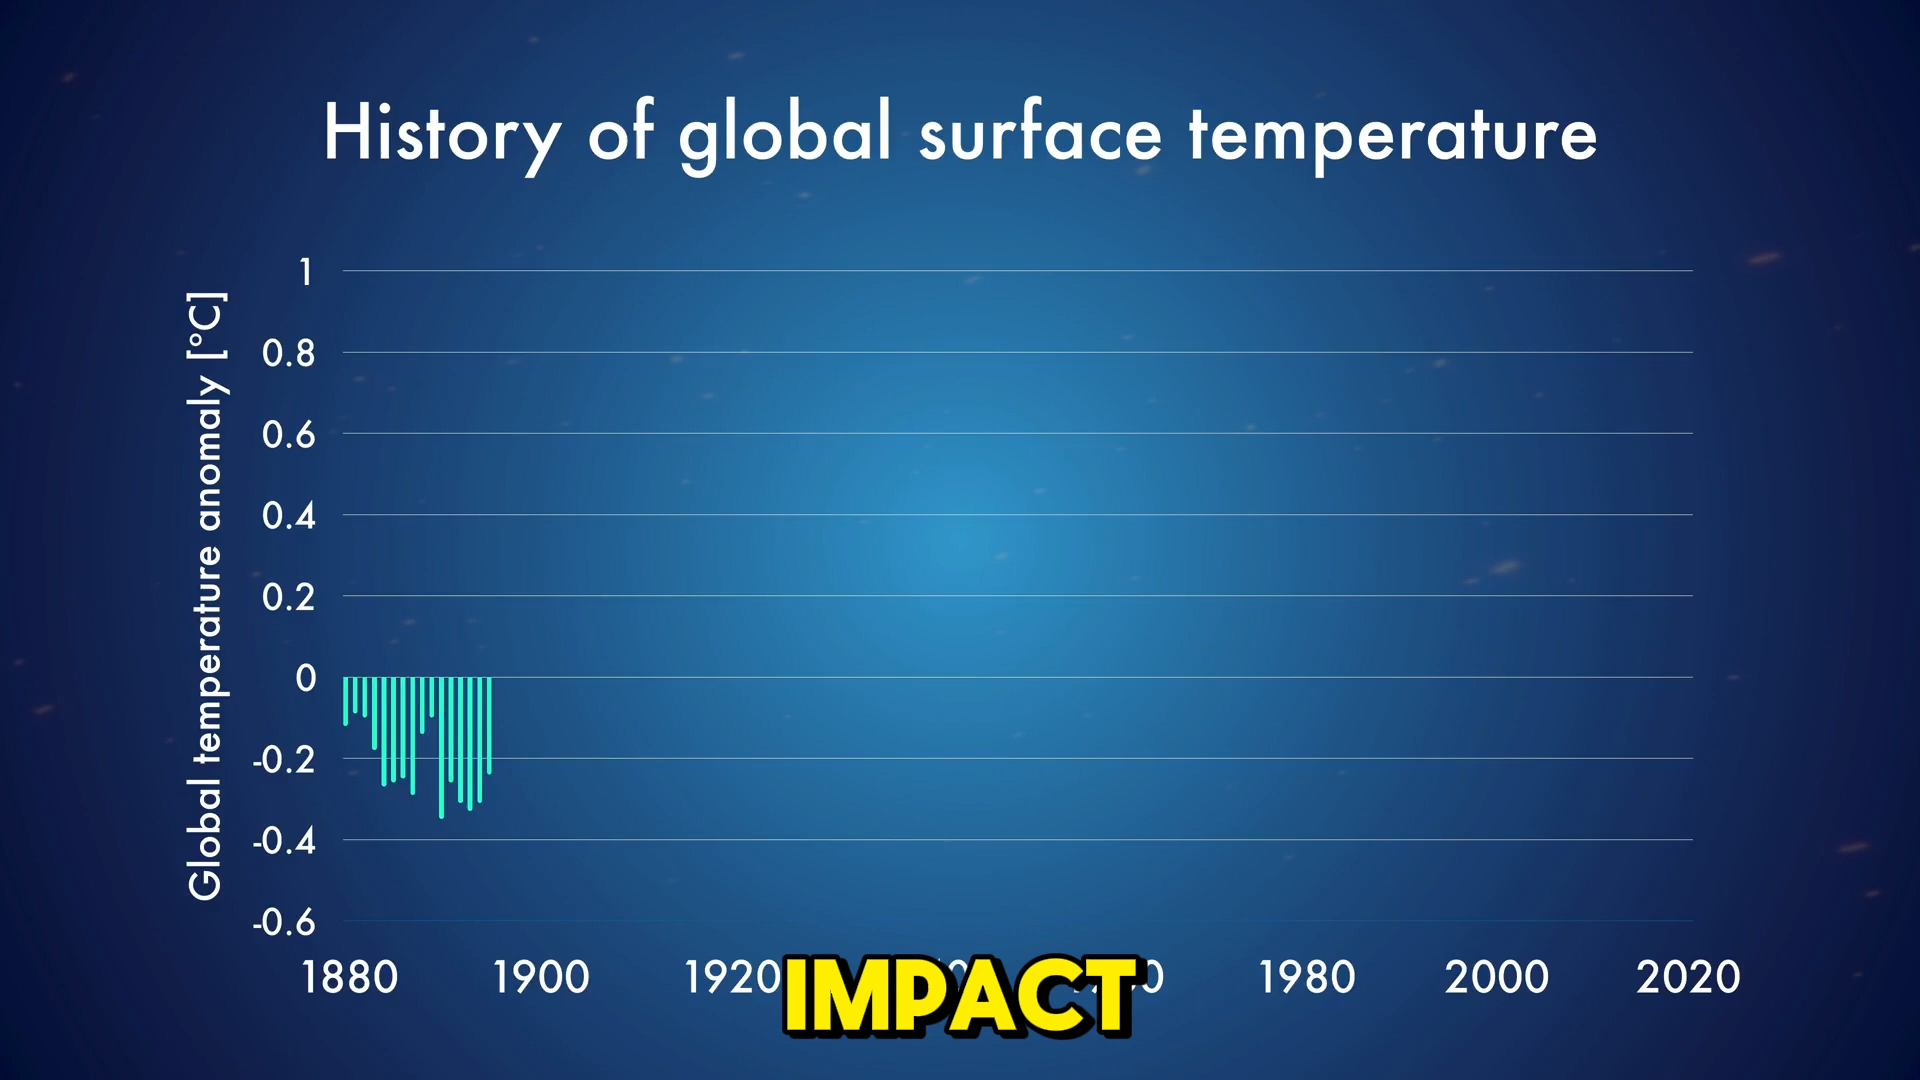 History of global surface temperature
Global temperature anomaly [°C]
1
0.8
0.6
0.4
0.2
0
-0.2
-0.4
-0.6
1880 1900 1920 1980 2000 2020
IMPACT